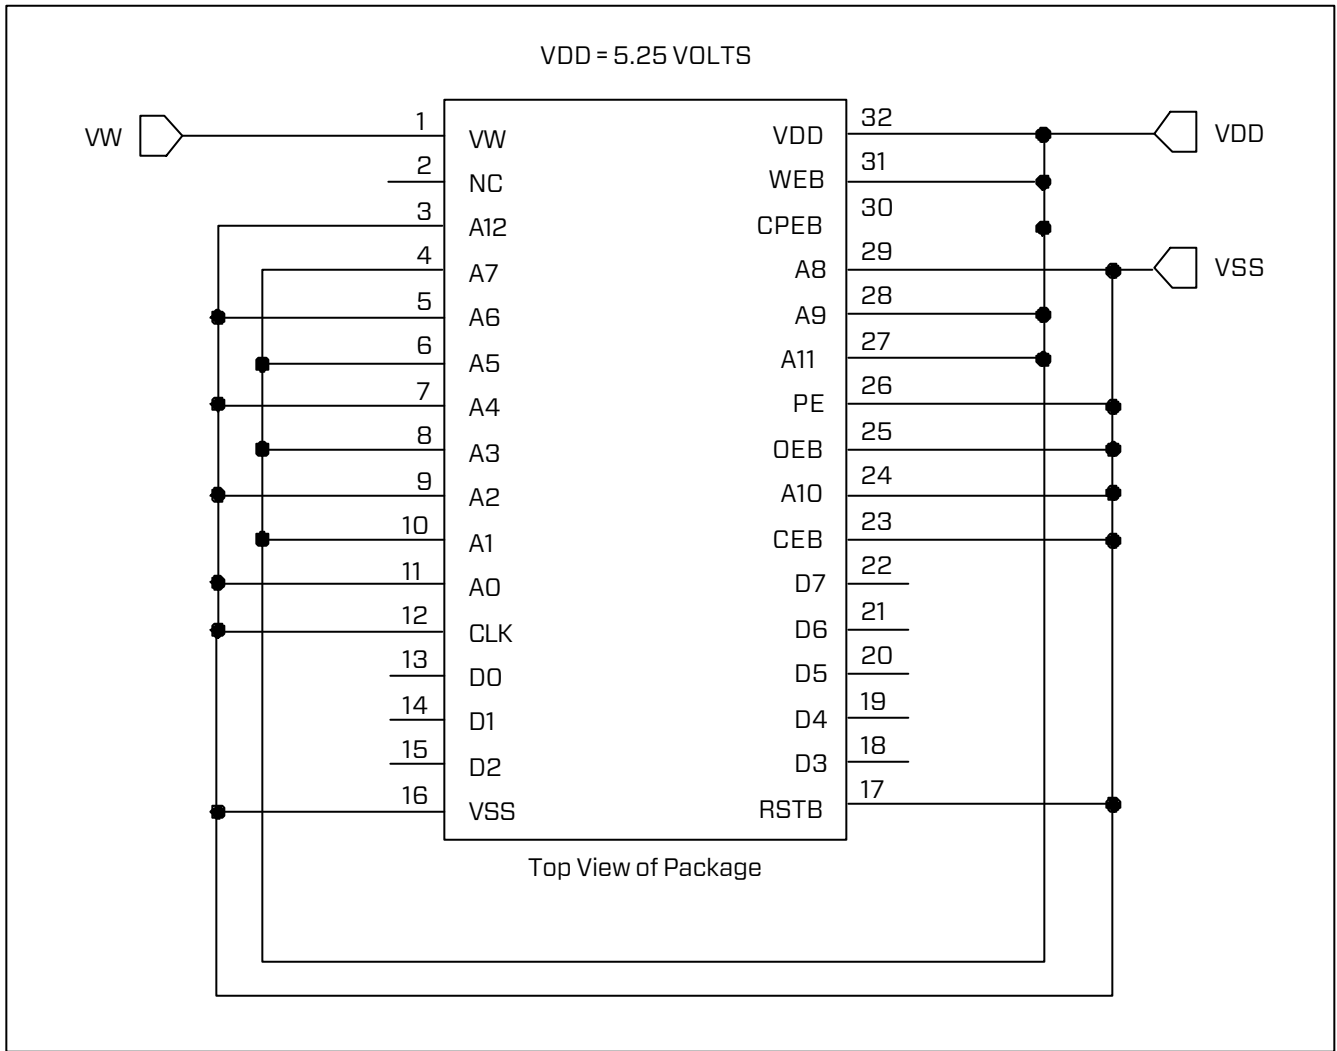 VDD = 5.25 VOLTS
VW
1
VW
2
NC
3
A12
4
A7
5
A6
6
A5
7
A4
8
A3
9
A2
10
A1
11
A0
12
CLK
13
D0
14
D1
15
D2
16
VSS
VDD
32
VDD
WEB
31
CPEB
30
A8
29
VSS
A9
28
A11
27
PE
26
OEB
25
A10
24
CEB
23
D7
22
D6
21
D5
20
D4
19
D3
18
RSTB
17
Top View of Package